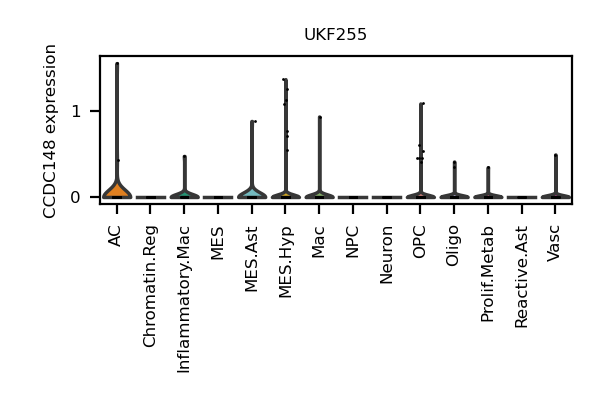 UKF255
CCDC148 expression
1
0
AC
Chromatin.Reg
Inflammatory.Mac
MES
MES.Ast
MES.Hyp
Mac
NPC
Neuron
OPC
Oligo
Prolif.Metab
Reactive.Ast
Vasc